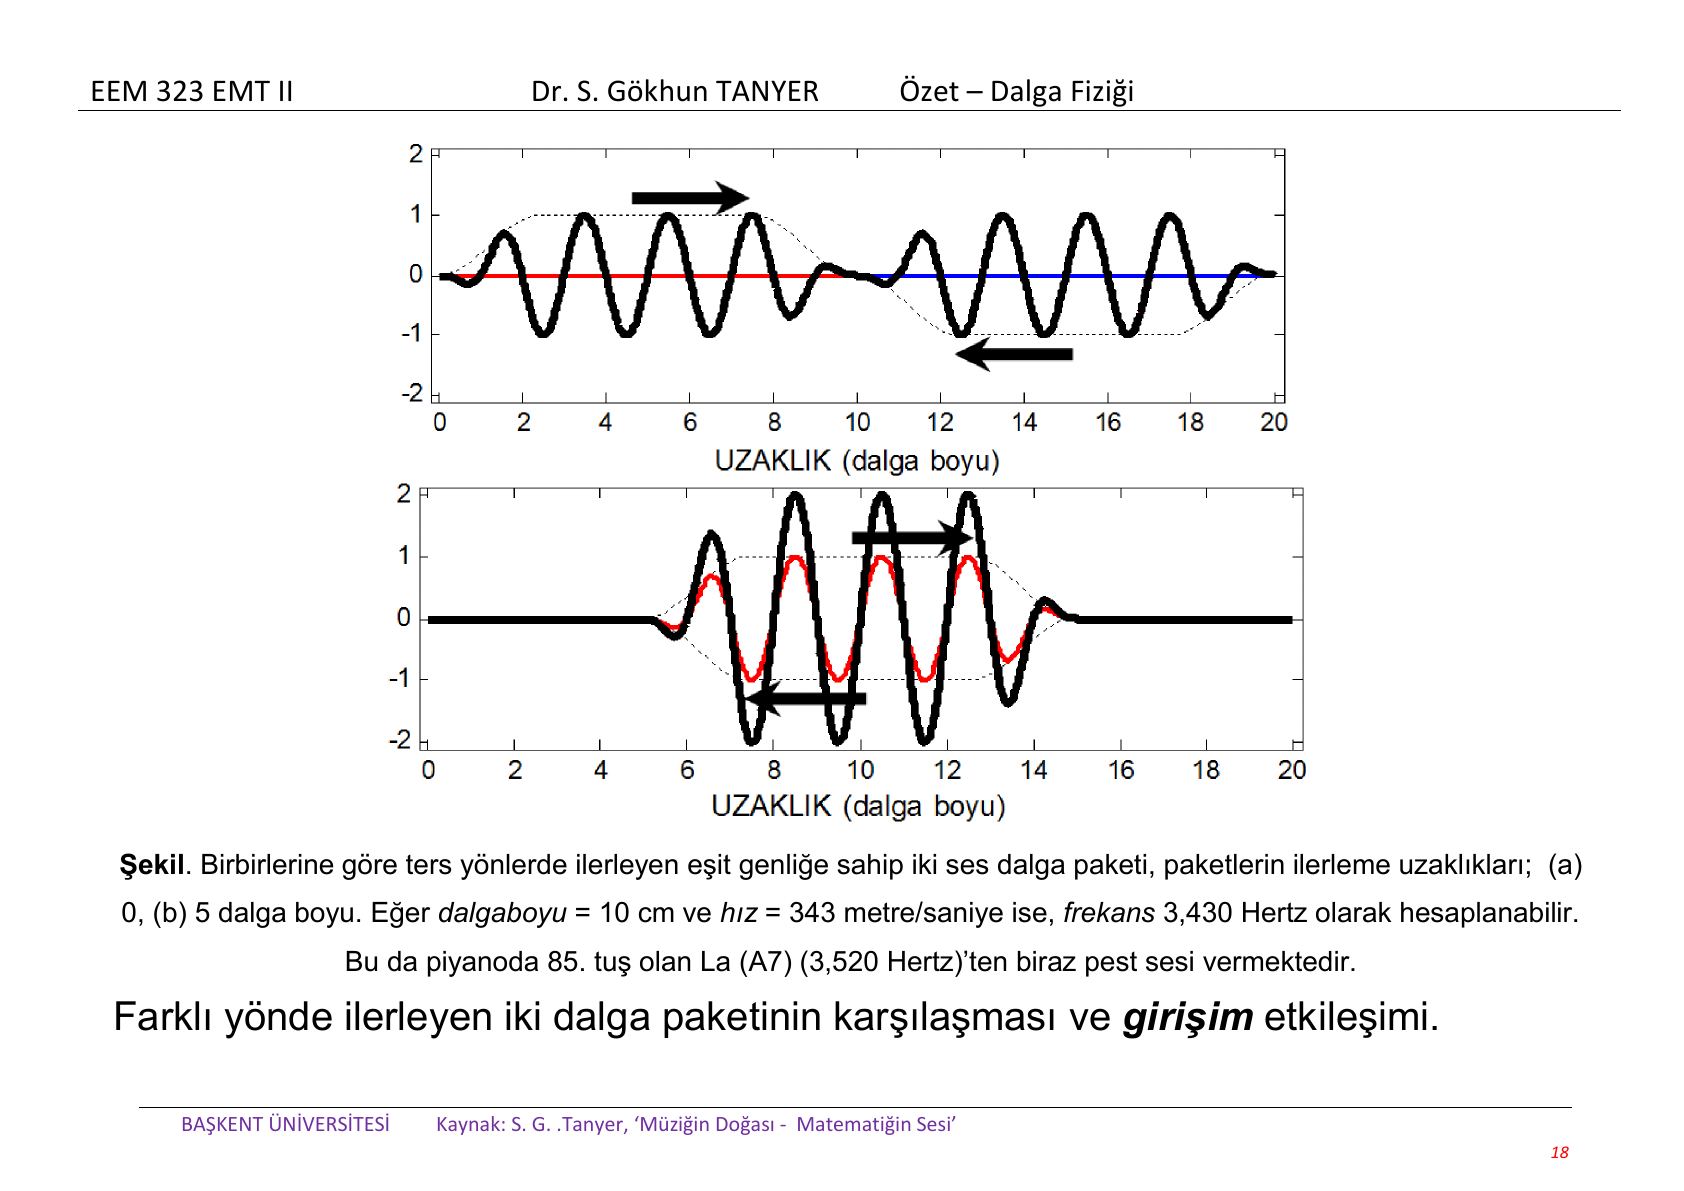 EEM 323 EMT II Dr. S. Gökhun TANYER Özet – Dalga Fiziği
2
1
0
-1
-2
0 2 4 6 8 10 12 14 16 18 20
UZAKLIK (dalga boyu)
2
1
0
-1
-2
0 2 4 6 8 10 12 14 16 18 20
UZAKLIK (dalga boyu)
Şekil. Birbirlerine göre ters yönlerde ilerleyen eşit genliğe sahip iki ses dalga paketi, paketlerin ilerleme uzaklıkları; (a)
0, (b) 5 dalga boyu. Eğer dalgaboyu = 10 cm ve hız = 343 metre/saniye ise, frekans 3,430 Hertz olarak hesaplanabilir.
Bu da piyanoda 85. tuş olan La (A7) (3,520 Hertz)’ten biraz pest sesi vermektedir.
Farklı yönde ilerleyen iki dalga paketinin karşılaşması ve girişim etkileşimi.
BAŞKENT ÜNİVERSİTESİ Kaynak: S. G. .Tanyer, ‘Müziğin Doğası - Matematiğin Sesi’
18